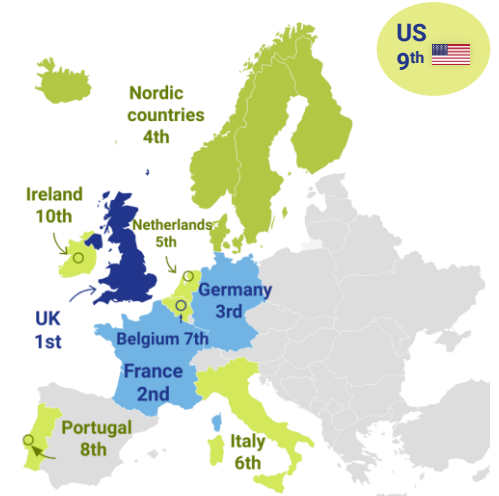 US
9th
Nordic
countries
4th
Ireland
10th
Netherlands
5th
Germany
3rd
UK
1st
Belgium 7th
France
2nd
Portugal
8th
Italy
6th